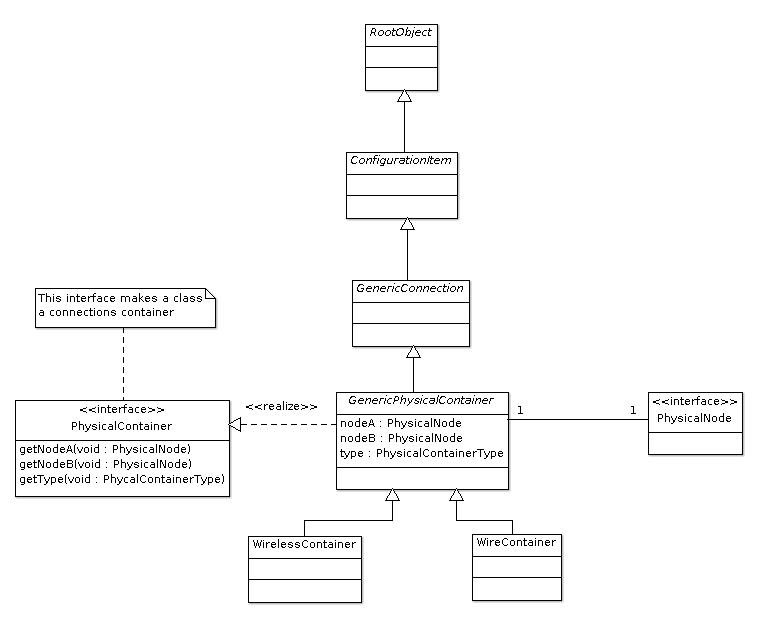 RootObject
ConfigurationItem
GenericConnection
This interface makes a class
a connections container
<<interface>>
PhysicalContainer
getNodeA(void : PhysicalNode)
getNodeB(void : PhysicalNode)
getType(void : PhycalContainerType)
<<realize>>
GenericPhysicalContainer
nodeA : PhysicalNode
nodeB : PhysicalNode
type : PhysicalContainerType
1
1
<<interface>>
PhysicalNode
WirelessContainer
WireContainer